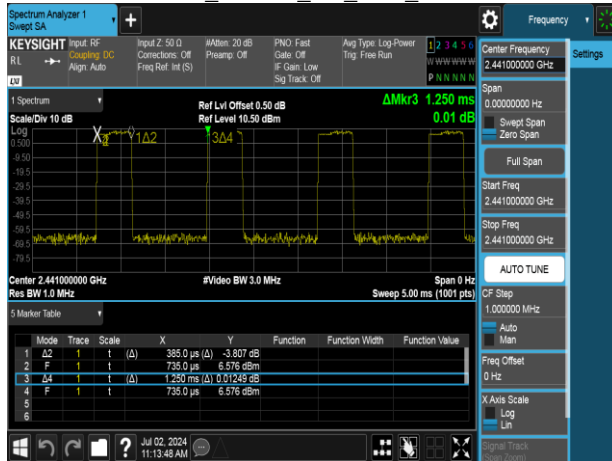 Spectrum Analyzer 1
Swept SA
+
Frequency
KEYSIGHT Input: RF
RL Coupling: DC
Align: Auto
Input Z: 50 Ω
Corrections: Off
Freq Ref: Int (S)
#Atten: 20 dB
Preamp: Off
PNO: Fast
Gate: Off
IF Gain: Low
Sig Track: Off
Avg Type: Log-Power
Trig: Free Run
1 2 3 4 5 6
W W W W W W
P N N N N N
LXI
Center Frequency
2.441000000 GHz
Settings
Span
0.00000000 Hz
Swept Span
Zero Span
Full Span
Start Freq
2.441000000 GHz
Stop Freq
2.441000000 GHz
AUTO TUNE
CF Step
1.000000 MHz
Auto
Man
Freq Offset
0 Hz
X Axis Scale
Log
Lin
Signal Track
(Span Zoom)
1 Spectrum
Scale/Div 10 dB
Ref Lvl Offset 0.50 dB
Ref Level 10.50 dBm
ΔMkr3 1.250 ms
0.01 dB
Log
0.500
-9.50
-19.5
-29.5
-39.5
-49.5
-59.5
-69.5
-79.5
1Δ2
3Δ4
Center 2.441000000 GHz
Res BW 1.0 MHz
#Video BW 3.0 MHz
Span 0 Hz
Sweep 5.00 ms (1001 pts)
5 Marker Table
Mode Trace Scale X Y Function Function Width Function Value
1 Δ2 1 t (Δ) 385.0 µs (Δ) -3.807 dB
2 F 1 t 735.0 µs 6.576 dBm
3 Δ4 1 t (Δ) 1.250 ms (Δ) 0.01249 dB
4 F 1 t 735.0 µs 6.576 dBm
5
6
?
Jul 02, 2024
11:13:48 AM